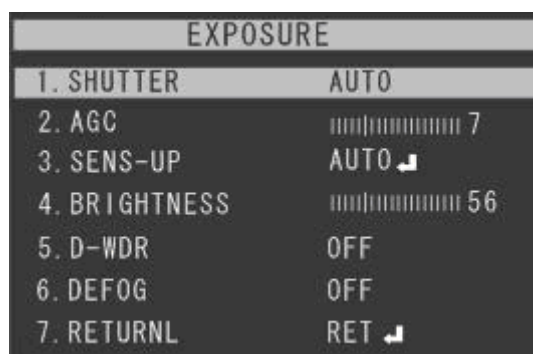 EXPOSURE
1. SHUTTER AUTO
2. AGC 7
3. SENS-UP AUTO
4. BRIGHTNESS 56
5. D-WDR OFF
6. DEFOG OFF
7. RETURNL RET